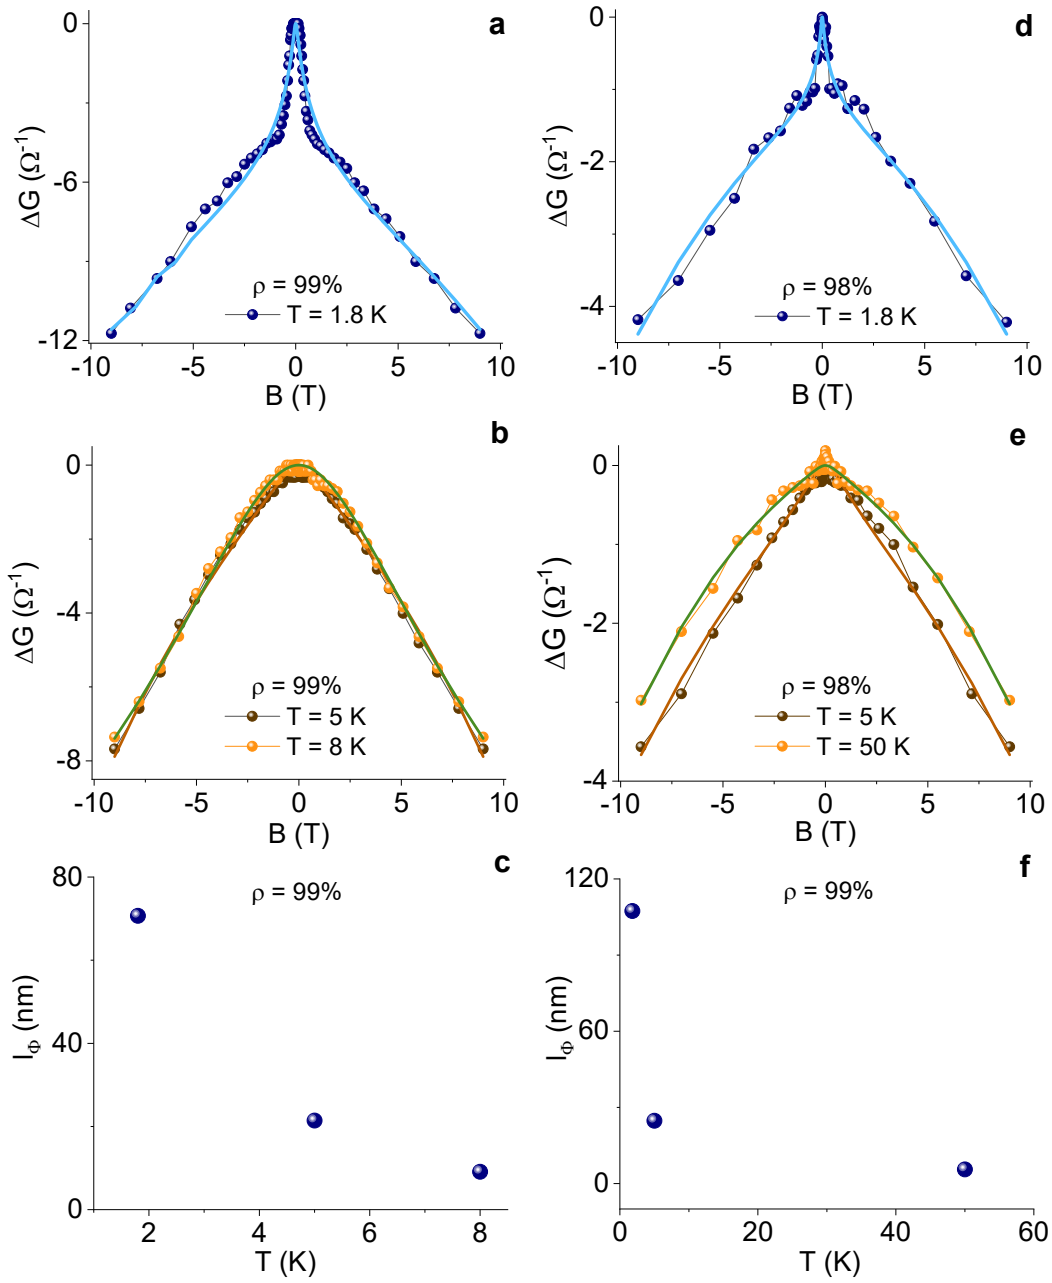 a
0
-6
-12
ΔG (Ω⁻¹)
ρ = 99%
T = 1.8 K
-10 -5 0 5 10
B (T)
d
0
-2
-4
ΔG (Ω⁻¹)
ρ = 98%
T = 1.8 K
-10 -5 0 5 10
B (T)
b
0
-4
-8
ΔG (Ω⁻¹)
ρ = 99%
T = 5 K
T = 8 K
-10 -5 0 5 10
B (T)
e
0
-2
-4
ΔG (Ω⁻¹)
ρ = 98%
T = 5 K
T = 50 K
-10 -5 0 5 10
B (T)
c
80
40
0
l_Φ (nm)
ρ = 99%
2 4 6 8
T (K)
f
120
60
0
l_Φ (nm)
ρ = 99%
0 20 40 60
T (K)